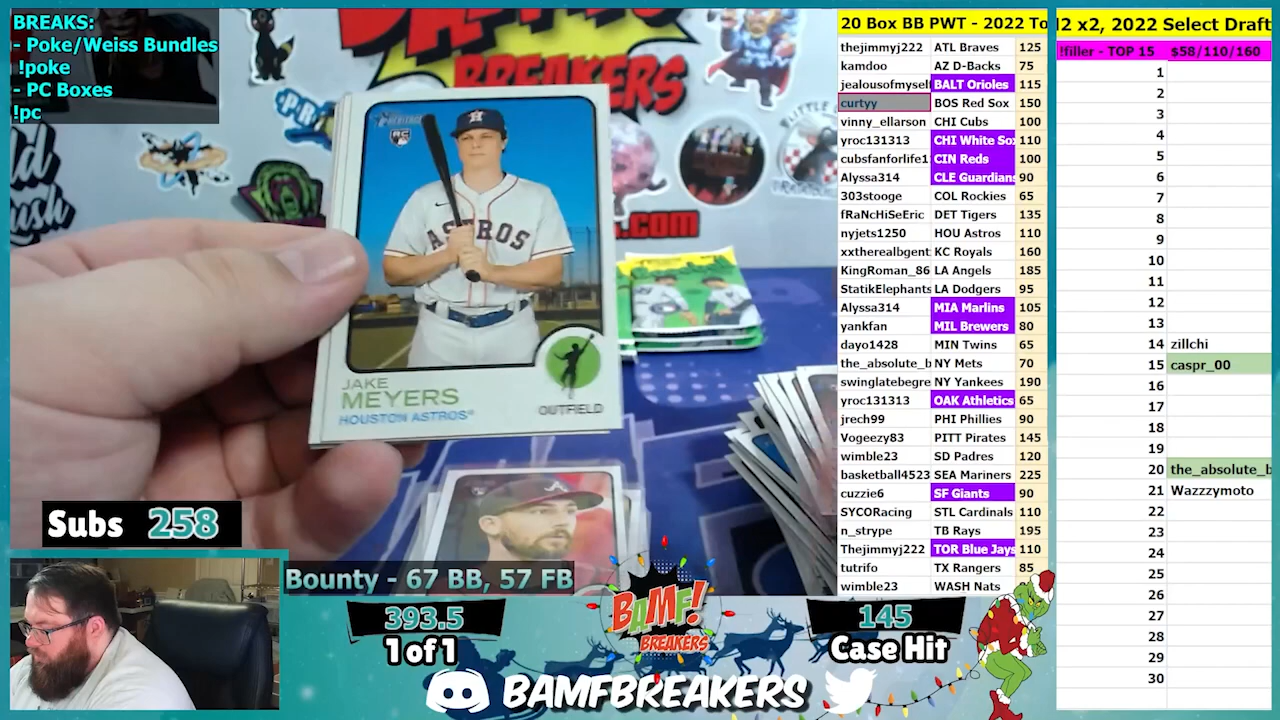 BREAKS:
- Poke/Weiss Bundles
!poke
- PC Boxes
!pc
BREAKERS
RC
ASTROS
JAKE
MEYERS
HOUSTON ASTROS
OUTFIELD
Subs 258
Bounty - 67 BB, 57 FB
393.5
1 of 1
BAMF!
BREAKERS
145
Case Hit
BAMFBREAKERS
20 Box BB PWT - 2022 To
thejimmyj222 ATL Braves 125
kamdoo AZ D-Backs 75
jealousofmysel BALT Orioles 115
curtyy BOS Red Sox 150
vinny_ellarson CHI Cubs 100
yroc131313 CHI White Sox 110
cubsfanforlife1 CIN Reds 100
Alyssa314 CLE Guardians 90
303stooge COL Rockies 65
fRaNcHiSeEric DET Tigers 135
nyjets1250 HOU Astros 110
xxtherealbgent KC Royals 160
KingRoman_86 LA Angels 185
StatikElephants LA Dodgers 95
Alyssa314 MIA Marlins 105
yankfan MIL Brewers 80
dayo1428 MIN Twins 65
the_absolute_b NY Mets 70
swinglatebegre NY Yankees 190
yroc131313 OAK Athletics 65
jrech99 PHI Phillies 90
Vogeezy83 PITT Pirates 145
wimble23 SD Padres 120
basketball4523 SEA Mariners 225
cuzzie6 SF Giants 90
SYCORacing STL Cardinals 110
n_strype TB Rays 195
Thejimmyj222 TOR Blue Jays 110
tutrifo TX Rangers 85
wimble23 WASH Nats
2 x2, 2022 Select Draft
!filler - TOP 15 $58/110/160
1
2
3
4
5
6
7
8
9
10
11
12
13
14 zillchi
15 caspr_00
16
17
18
19
20 the_absolute_b
21 Wazzzymoto
22
23
24
25
26
27
28
29
30